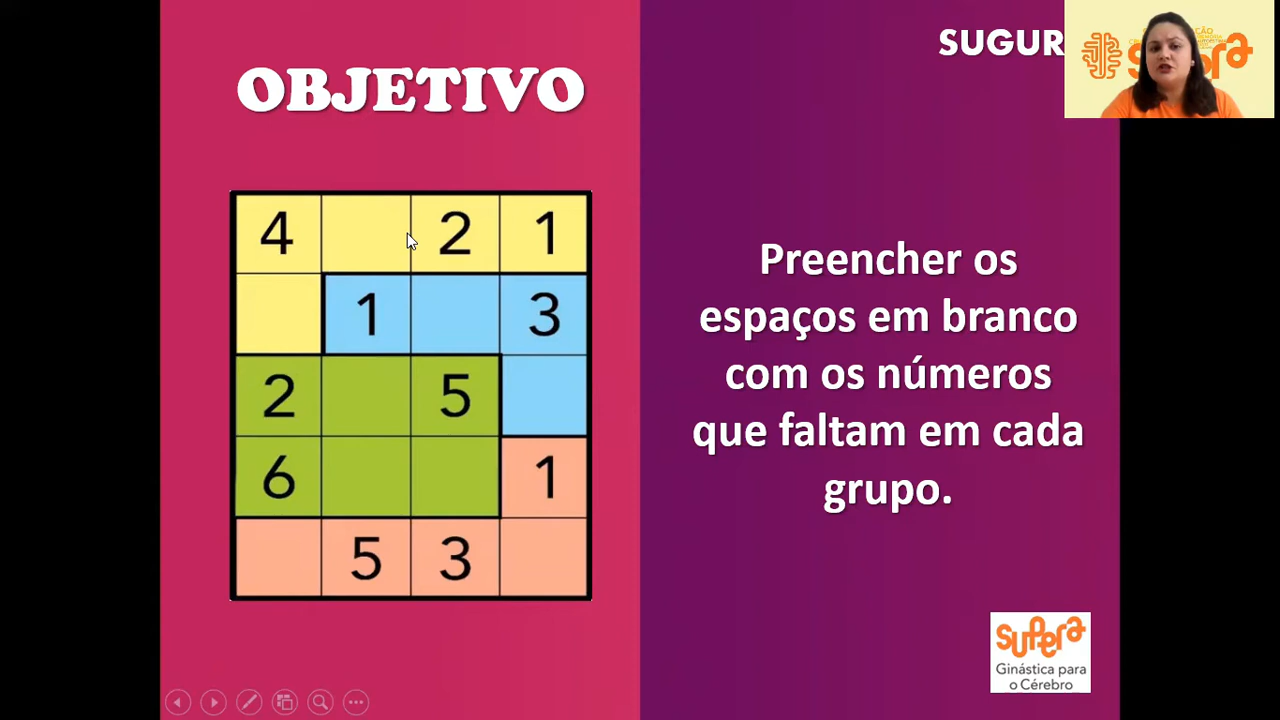 SUGUR
OBJETIVO
4 2 1
1 3
2 5
6 1
5 3
Preencher os
espaços em branco
com os números
que faltam em cada
grupo.
supera
Ginástica para
o Cérebro